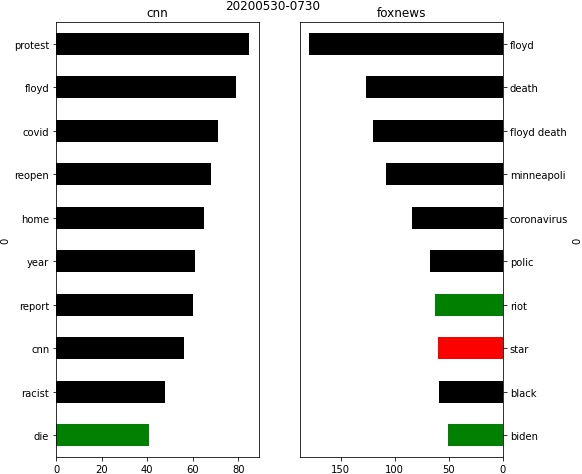 20200530-0730
cnn
foxnews
protest
floyd
covid
reopen
home
year
report
cnn
racist
die
0
0 20 40 60 80
floyd
death
floyd death
minneapoli
coronavirus
polic
riot
star
black
biden
0
150 100 50 0